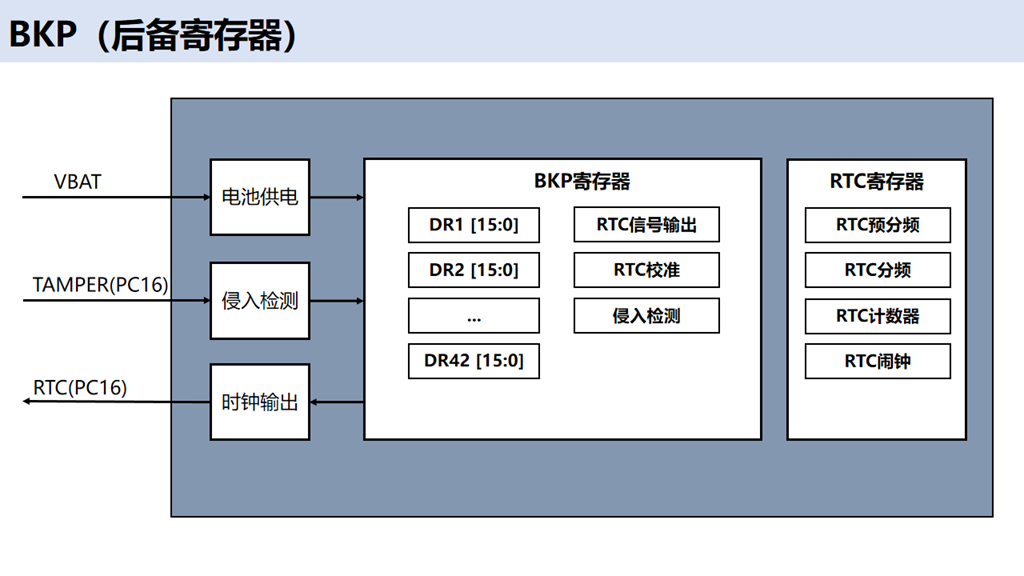 BKP（后备寄存器）
VBAT
电池供电
TAMPER(PC16)
侵入检测
RTC(PC16)
时钟输出
BKP寄存器
DR1 [15:0]
RTC信号输出
DR2 [15:0]
RTC校准
...
侵入检测
DR42 [15:0]
RTC寄存器
RTC预分频
RTC分频
RTC计数器
RTC闹钟